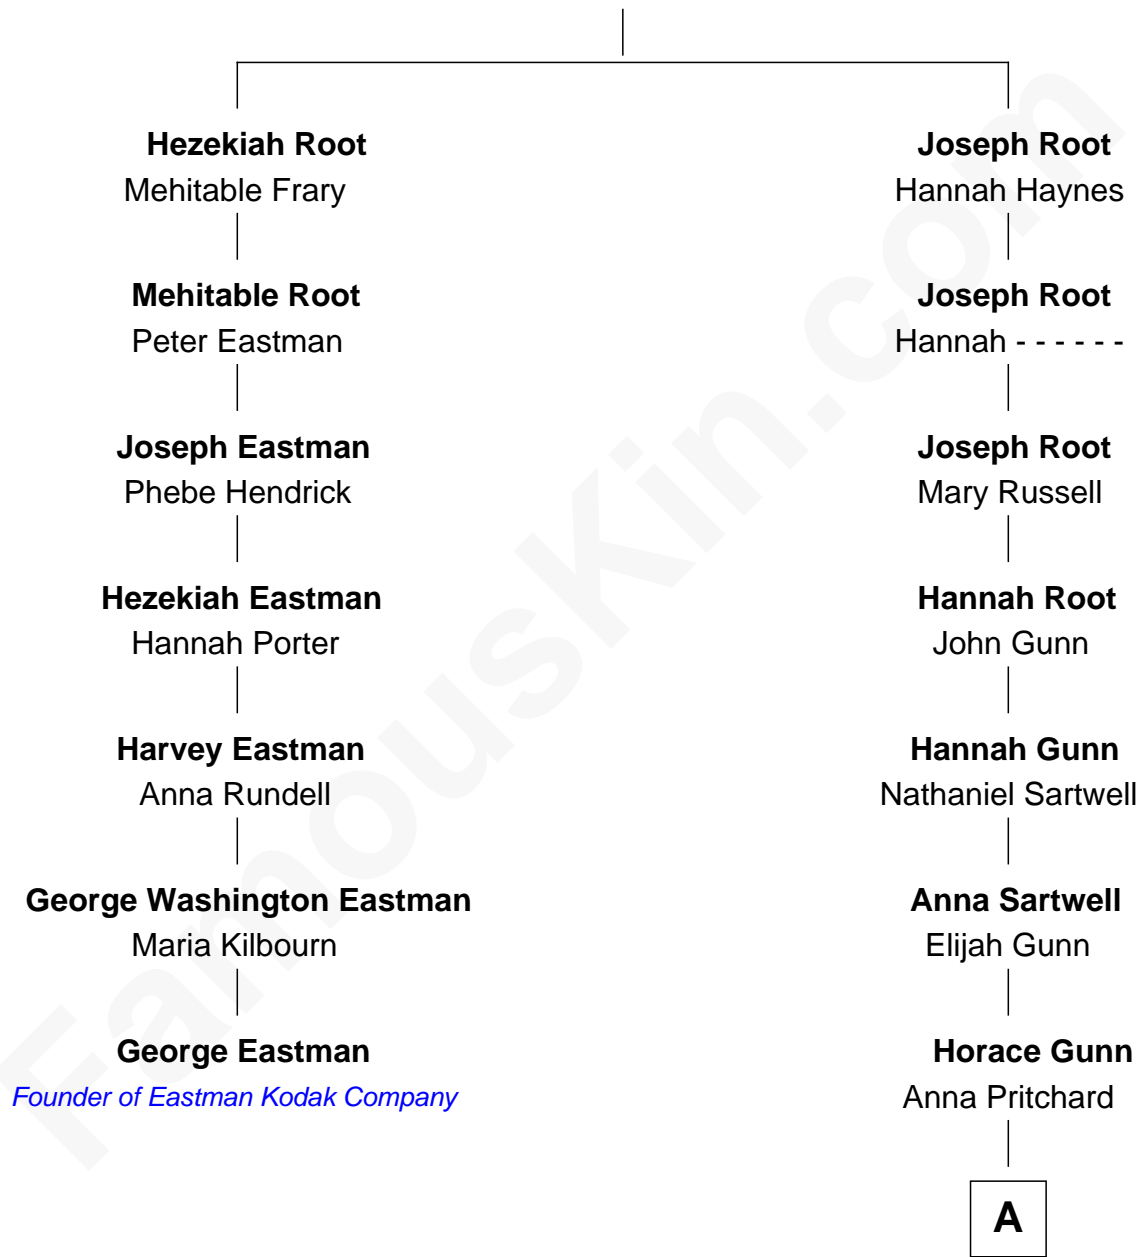 Hezekiah Root
Mehitable Frary
Mehitable Root
Peter Eastman
Joseph Eastman
Phebe Hendrick
Hezekiah Eastman
Hannah Porter
Harvey Eastman
Anna Rundell
George Washington Eastman
Maria Kilbourn
George Eastman
Founder of Eastman Kodak Company
Joseph Root
Hannah Haynes
Joseph Root
Hannah - - - - - -
Joseph Root
Mary Russell
Hannah Root
John Gunn
Hannah Gunn
Nathaniel Sartwell
Anna Sartwell
Elijah Gunn
Horace Gunn
Anna Pritchard
A
FamousKin.com